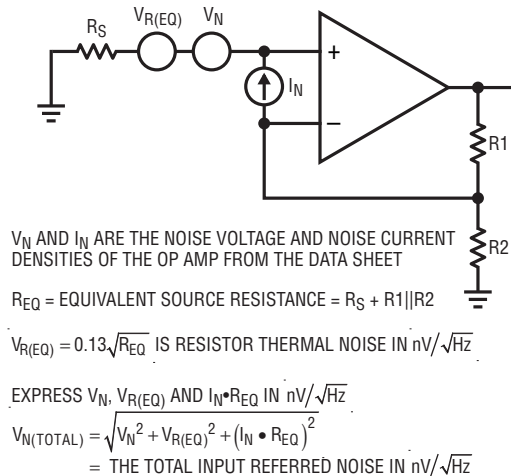 R_S
V_R(EQ)
V_N
+
I_N
−
R1
R2
V_N AND I_N ARE THE NOISE VOLTAGE AND NOISE CURRENT
DENSITIES OF THE OP AMP FROM THE DATA SHEET
R_EQ = EQUIVALENT SOURCE RESISTANCE = R_S + R1||R2
V_R(EQ) = 0.13√R_EQ IS RESISTOR THERMAL NOISE IN nV/√Hz
EXPRESS V_N, V_R(EQ) AND I_N•R_EQ IN nV/√Hz
V_N(TOTAL) = √(V_N² + V_R(EQ)² + (I_N • R_EQ)²)
= THE TOTAL INPUT REFERRED NOISE IN nV/√Hz